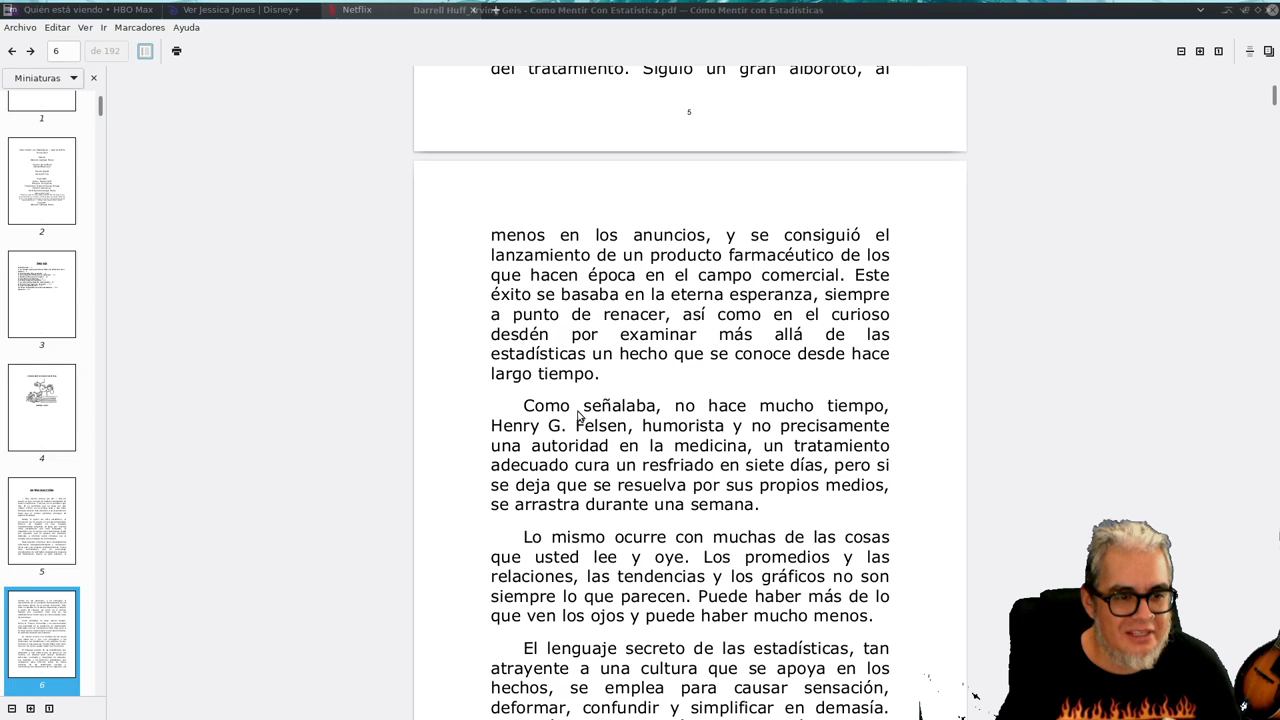 Quién está viendo • HBO Max
Ver Jessica Jones | Disney+
Netflix
Darrell Huff, Irving Geis - Como Mentir Con Estatistica.pdf — Cómo Mentir con Estadísticas
Archivo Editar Ver Ir Marcadores Ayuda
6 de 192
Miniaturas
1
2
3
4
5
6
del tratamiento. Siguió un gran alboroto, al
5
menos en los anuncios, y se consiguió el
lanzamiento de un producto farmacéutico de los
que hacen época en el campo comercial. Este
éxito se basaba en la eterna esperanza, siempre
a punto de renacer, así como en el curioso
desdén por examinar más allá de las
estadísticas un hecho que se conoce desde hace
largo tiempo.
Como señalaba, no hace mucho tiempo,
Henry G. Felsen, humorista y no precisamente
una autoridad en la medicina, un tratamiento
adecuado cura un resfriado en siete días, pero si
se deja que se resuelva por sus propios medios,
se arrastra durante una semana.
Lo mismo ocurre con muchas de las cosas
que usted lee y oye. Los promedios y las
relaciones, las tendencias y los gráficos no son
siempre lo que parecen. Puede haber más de lo
que ven los ojos y puede haber mucho menos.
El lenguaje secreto de las estadísticas, tan
atrayente a una cultura que se apoya en los
hechos, se emplea para causar sensación,
deformar, confundir y simplificar en demasía.